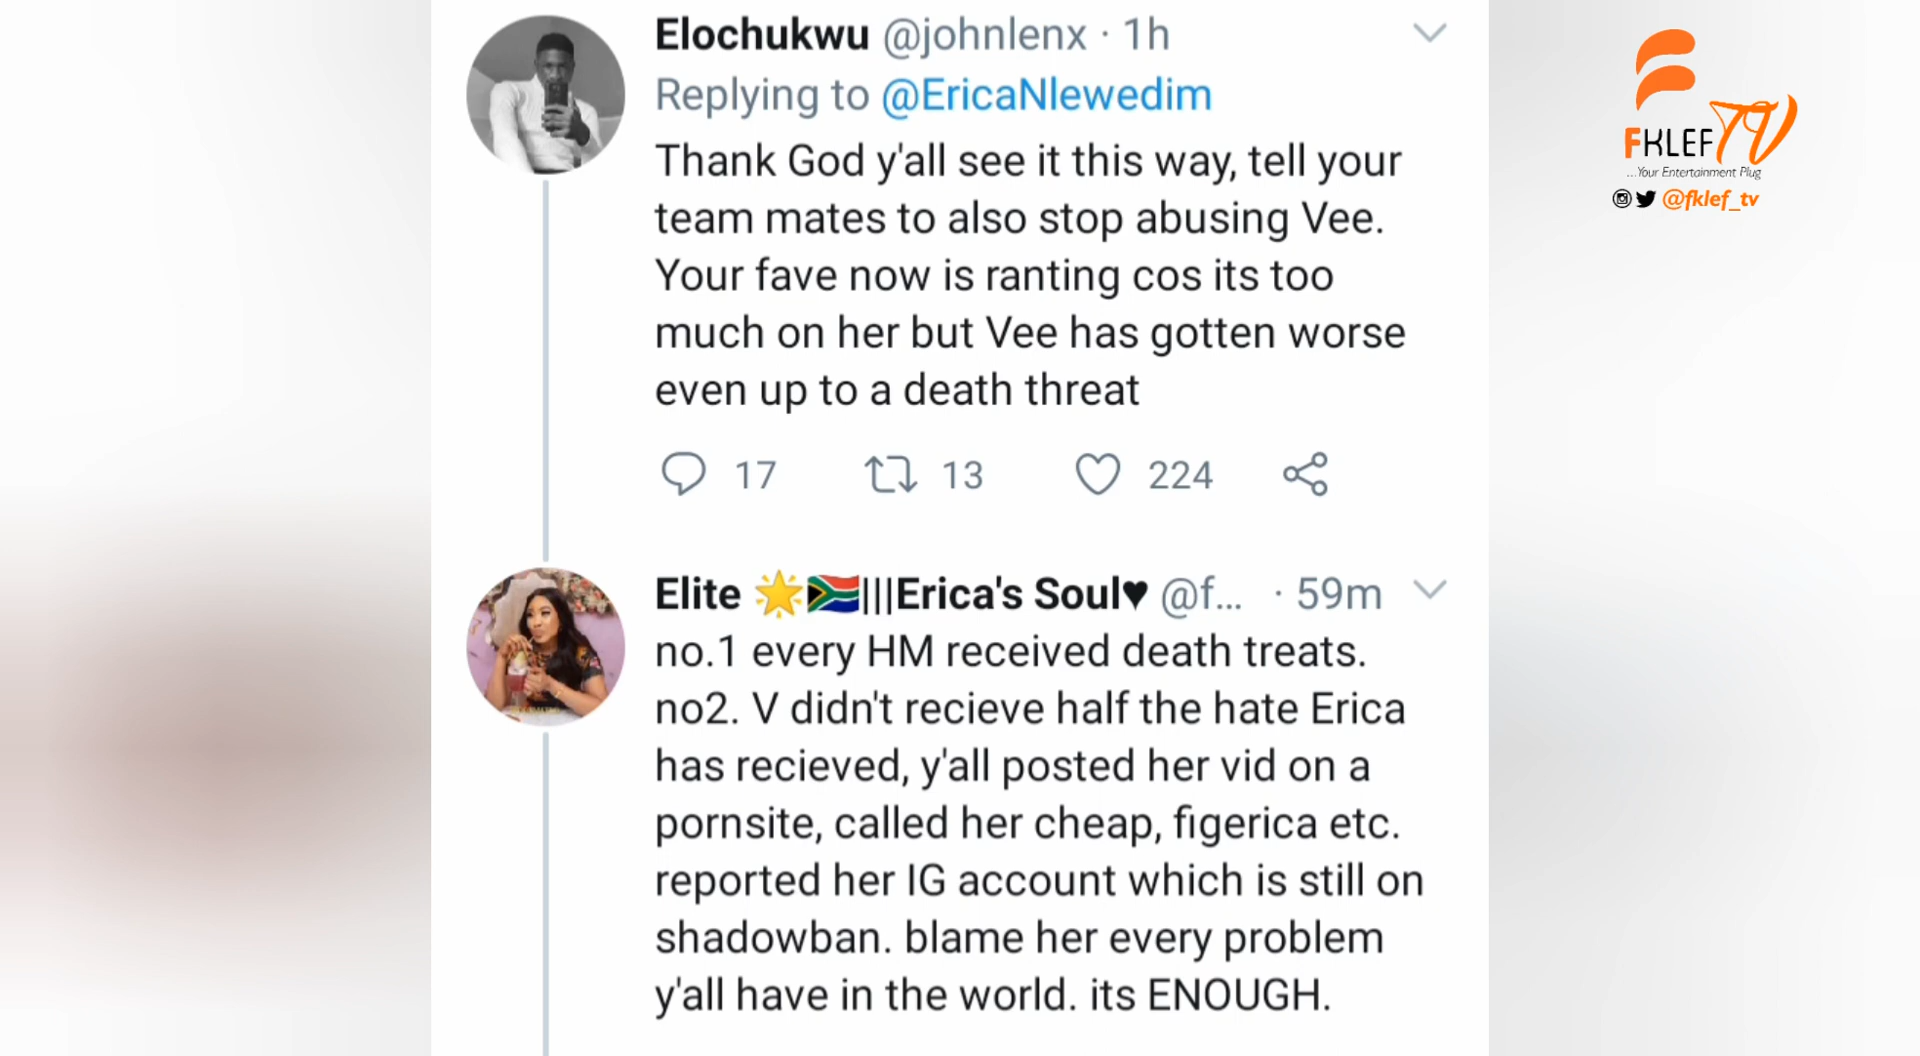 Elochukwu @johnlenx · 1h
Replying to @EricaNlewedim
Thank God y'all see it this way, tell your
team mates to also stop abusing Vee.
Your fave now is ranting cos its too
much on her but Vee has gotten worse
even up to a death threat
17 13 224
Elite 🌟🇿🇦|||Erica's Soul♥ @f... · 59m
no.1 every HM received death treats.
no2. V didn't recieve half the hate Erica
has recieved, y'all posted her vid on a
pornsite, called her cheap, figerica etc.
reported her IG account which is still on
shadowban. blame her every problem
y'all have in the world. its ENOUGH.
FKLEF TV
...Your Entertainment Plug
@fklef_tv